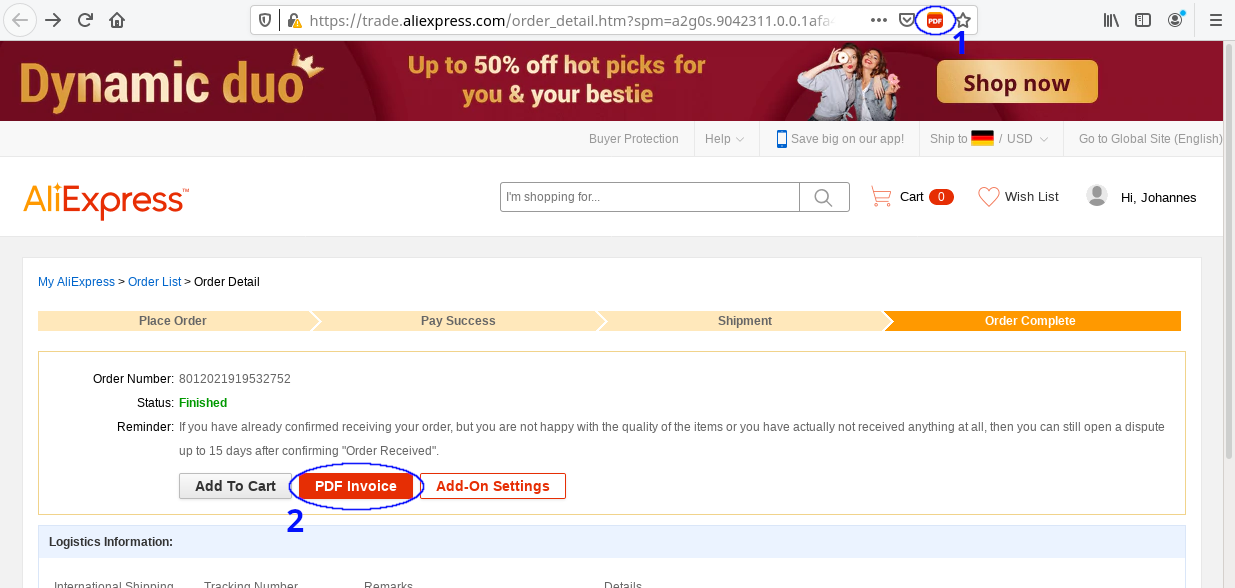 https://trade.aliexpress.com/order_detail.htm?spm=a2g0s.9042311.0.0.1afa
PDF
1
Dynamic duo
Up to 50% off hot picks for
you & your bestie
Shop now
Buyer Protection
Help
Save big on our app!
Ship to / USD
Go to Global Site (English)
AliExpress™
I'm shopping for...
Cart 0
Wish List
Hi, Johannes
My AliExpress > Order List > Order Detail
Place Order
Pay Success
Shipment
Order Complete
Order Number: 8012021919532752
Status: Finished
Reminder: If you have already confirmed receiving your order, but you are not happy with the quality of the items or you have actually not received anything at all, then you can still open a dispute
up to 15 days after confirming "Order Received".
Add To Cart
PDF Invoice
Add-On Settings
2
Logistics Information:
International Shipping
Tracking Number
Remarks
Details